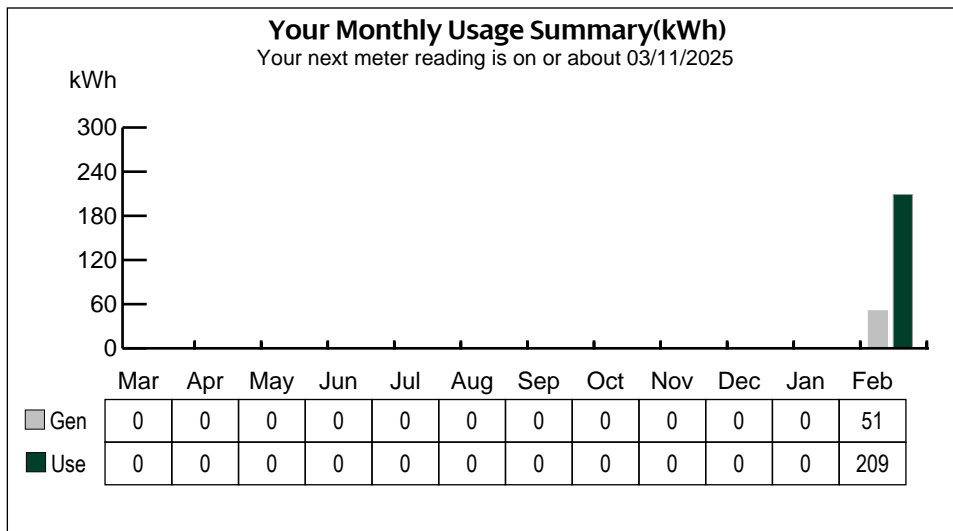 Your Monthly Usage Summary(kWh)
Your next meter reading is on or about 03/11/2025
kWh
300
240
180
120
60
0
Mar Apr May Jun Jul Aug Sep Oct Nov Dec Jan Feb
Gen 0 0 0 0 0 0 0 0 0 0 0 51
Use 0 0 0 0 0 0 0 0 0 0 0 209